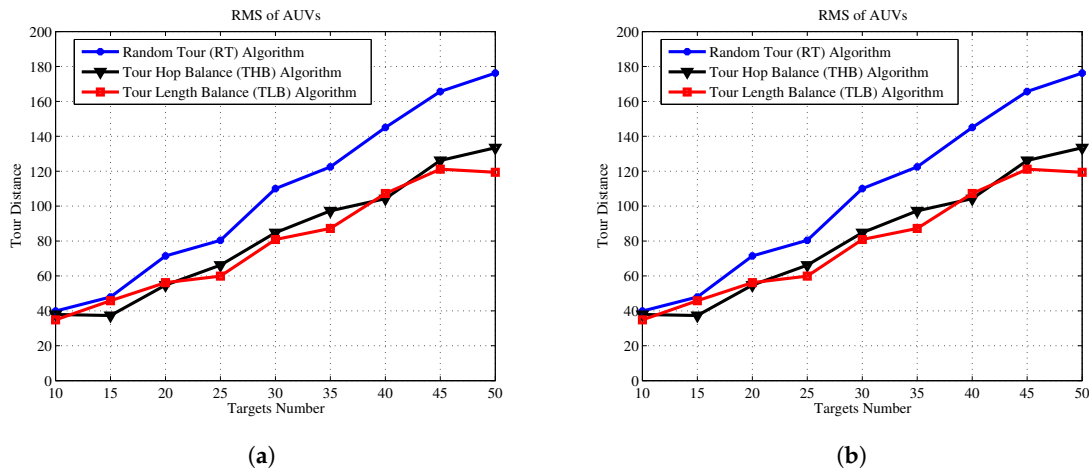 RMS of AUVs
200
180
160
140
120
100
80
60
40
20
0
Tour Distance
Random Tour (RT) Algorithm
Tour Hop Balance (THB) Algorithm
Tour Length Balance (TLB) Algorithm
10 15 20 25 30 35 40 45 50
Targets Number
(a)
RMS of AUVs
200
180
160
140
120
100
80
60
40
20
0
Tour Distance
Random Tour (RT) Algorithm
Tour Hop Balance (THB) Algorithm
Tour Length Balance (TLB) Algorithm
10 15 20 25 30 35 40 45 50
Targets Number
(b)